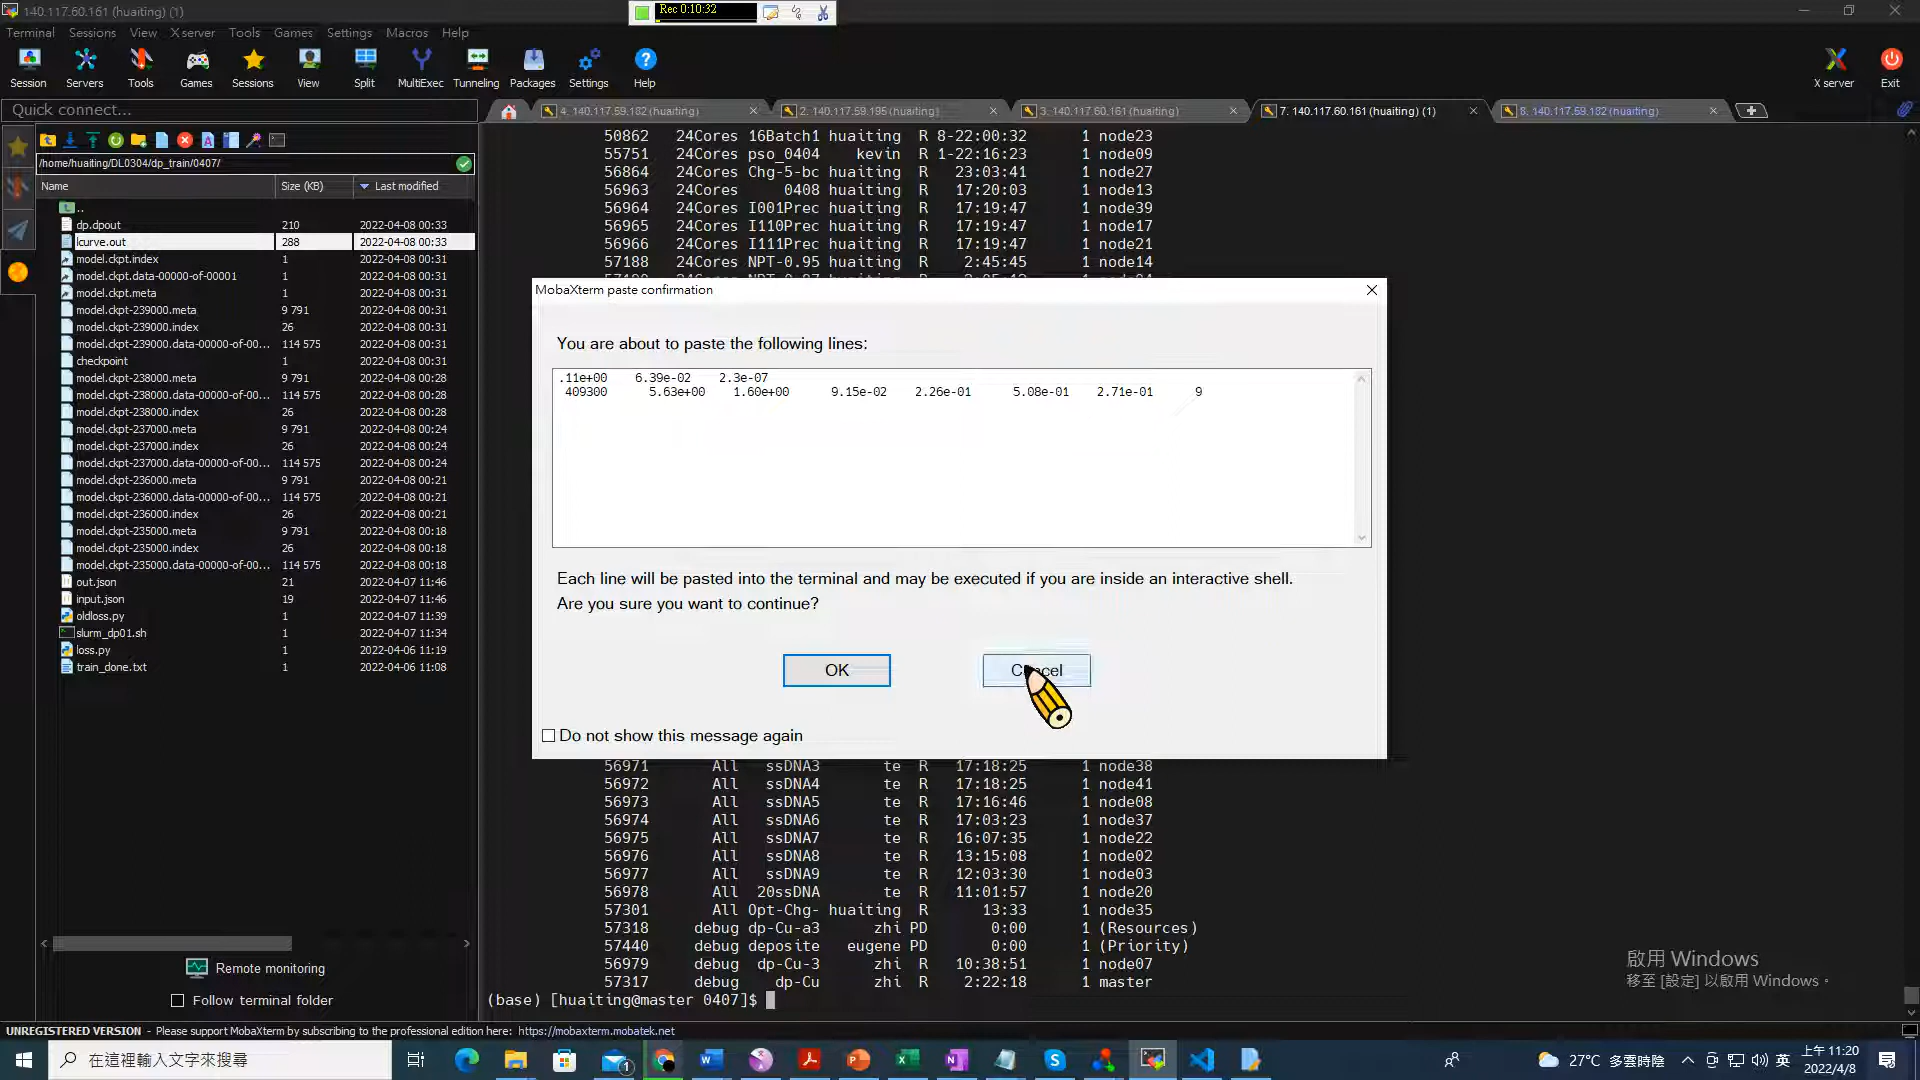 140.117.60.161 (huaiting) (1)
Rec 0:10:32
Terminal Sessions View X server Tools Games Settings Macros Help
Session Servers Tools Games Sessions View Split MultiExec Tunneling Packages Settings Help X server Exit
Quick connect...
4. 140.117.59.182 (huaiting) 2. 140.117.59.195 (huaiting) 3. 140.117.60.161 (huaiting) 7. 140.117.60.161 (huaiting) (1) 8. 140.117.59.182 (huaiting)
/home/huaiting/DL0304/dp_train/0407/
Name Size (KB) Last modified
..
dp.dpout 210 2022-04-08 00:33
lcurve.out 288 2022-04-08 00:33
model.ckpt.index 1 2022-04-08 00:31
model.ckpt.data-00000-of-00001 1 2022-04-08 00:31
model.ckpt.meta 1 2022-04-08 00:31
model.ckpt-239000.meta 9 791 2022-04-08 00:31
model.ckpt-239000.index 26 2022-04-08 00:31
model.ckpt-239000.data-00000-of-00... 114 575 2022-04-08 00:31
checkpoint 1 2022-04-08 00:31
model.ckpt-238000.meta 9 791 2022-04-08 00:28
model.ckpt-238000.data-00000-of-00... 114 575 2022-04-08 00:28
model.ckpt-238000.index 26 2022-04-08 00:28
model.ckpt-237000.meta 9 791 2022-04-08 00:24
model.ckpt-237000.index 26 2022-04-08 00:24
model.ckpt-237000.data-00000-of-00... 114 575 2022-04-08 00:24
model.ckpt-236000.meta 9 791 2022-04-08 00:21
model.ckpt-236000.data-00000-of-00... 114 575 2022-04-08 00:21
model.ckpt-236000.index 26 2022-04-08 00:21
model.ckpt-235000.meta 9 791 2022-04-08 00:18
model.ckpt-235000.index 26 2022-04-08 00:18
model.ckpt-235000.data-00000-of-00... 114 575 2022-04-08 00:18
out.json 21 2022-04-07 11:46
input.json 19 2022-04-07 11:46
oldloss.py 1 2022-04-07 11:39
slurm_dp01.sh 1 2022-04-07 11:34
loss.py 1 2022-04-06 11:19
train_done.txt 1 2022-04-06 11:08
Remote monitoring
Follow terminal folder
50862 24Cores 16Batch1 huaiting R 8-22:00:32 1 node23
55751 24Cores pso_0404 kevin R 1-22:16:23 1 node09
56864 24Cores Chg-5-bc huaiting R 23:03:41 1 node27
56963 24Cores 0408 huaiting R 17:20:03 1 node13
56964 24Cores I001Prec huaiting R 17:19:47 1 node39
56965 24Cores I110Prec huaiting R 17:19:47 1 node17
56966 24Cores I111Prec huaiting R 17:19:47 1 node21
57188 24Cores NPT-0.95 huaiting R 2:45:45 1 node14
MobaXterm paste confirmation
You are about to paste the following lines:
.11e+00 6.39e-02 2.3e-07
409300 5.63e+00 1.60e+00 9.15e-02 2.26e-01 5.08e-01 2.71e-01 9
Each line will be pasted into the terminal and may be executed if you are inside an interactive shell.
Are you sure you want to continue?
OK Cancel
Do not show this message again
56971 All ssDNA3 te R 17:18:25 1 node38
56972 All ssDNA4 te R 17:18:25 1 node41
56973 All ssDNA5 te R 17:16:46 1 node08
56974 All ssDNA6 te R 17:03:23 1 node37
56975 All ssDNA7 te R 16:07:35 1 node22
56976 All ssDNA8 te R 13:15:08 1 node02
56977 All ssDNA9 te R 12:03:30 1 node03
56978 All 20ssDNA te R 11:01:57 1 node20
57301 All Opt-Chg- huaiting R 13:33 1 node35
57318 debug dp-Cu-a3 zhi PD 0:00 1 (Resources)
57440 debug deposite eugene PD 0:00 1 (Priority)
56979 debug dp-Cu-3 zhi R 10:38:51 1 node07
57317 debug dp-Cu zhi R 2:22:18 1 master
(base) [huaiting@master 0407]$
啟用 Windows
移至 [設定] 以啟用 Windows。
UNREGISTERED VERSION - Please support MobaXterm by subscribing to the professional edition here: https://mobaxterm.mobatek.net
在這裡輸入文字來搜尋
27°C 多雲時陰 英 上午 11:20
2022/4/8